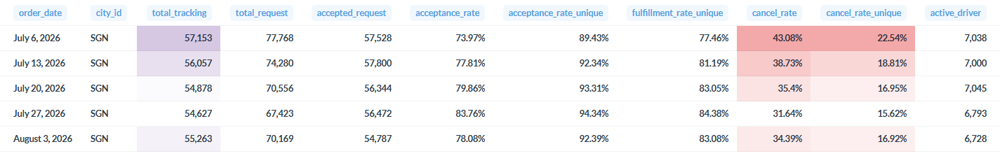 order_date city_id total_tracking total_request accepted_request acceptance_rate acceptance_rate_unique fulfillment_rate_unique cancel_rate cancel_rate_unique active_driver
July 6, 2026 SGN 57,153 77,768 57,528 73.97% 89.43% 77.46% 43.08% 22.54% 7,038
July 13, 2026 SGN 56,057 74,280 57,800 77.81% 92.34% 81.19% 38.73% 18.81% 7,000
July 20, 2026 SGN 54,878 70,556 56,344 79.86% 93.31% 83.05% 35.4% 16.95% 7,045
July 27, 2026 SGN 54,627 67,423 56,472 83.76% 94.34% 84.38% 31.64% 15.62% 6,793
August 3, 2026 SGN 55,263 70,169 54,787 78.08% 92.39% 83.08% 34.39% 16.92% 6,728